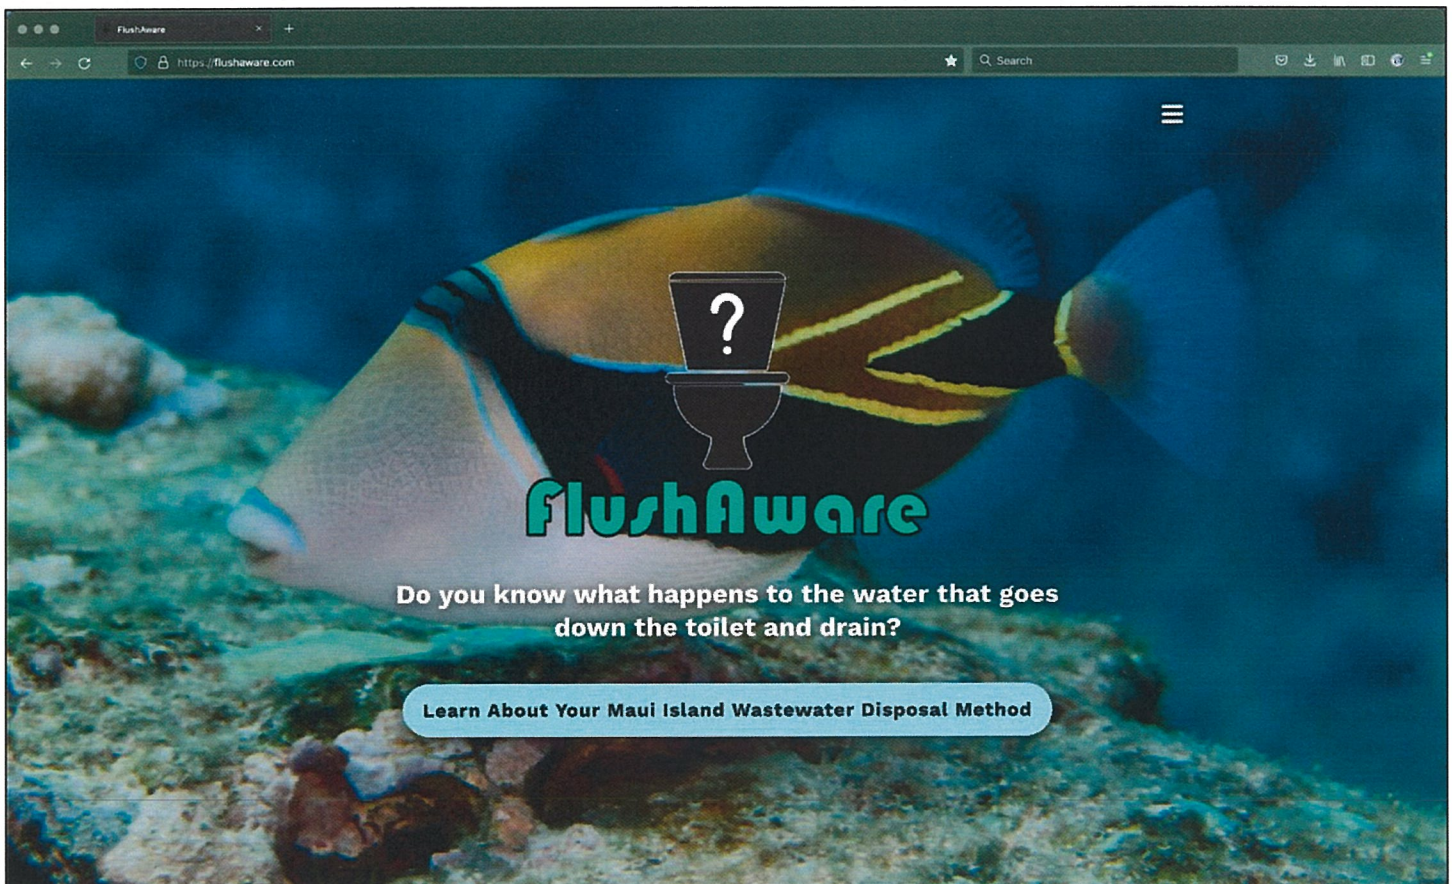 FlushAware
https://flushaware.com
Search
?
FlushAware
Do you know what happens to the water that goes
down the toilet and drain?
Learn About Your Maui Island Wastewater Disposal Method